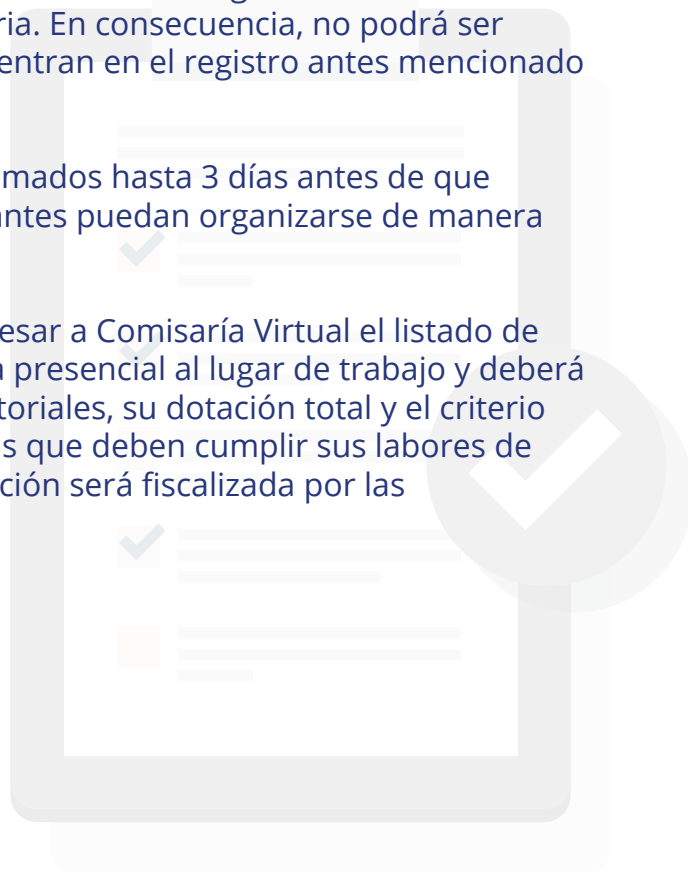 ria. En consecuencia, no podrá ser
entran en el registro antes mencionado
mados hasta 3 días antes de que
antes puedan organizarse de manera
esar a Comisaría Virtual el listado de
a presencial al lugar de trabajo y deberá
toriales, su dotación total y el criterio
s que deben cumplir sus labores de
ción será fiscalizada por las